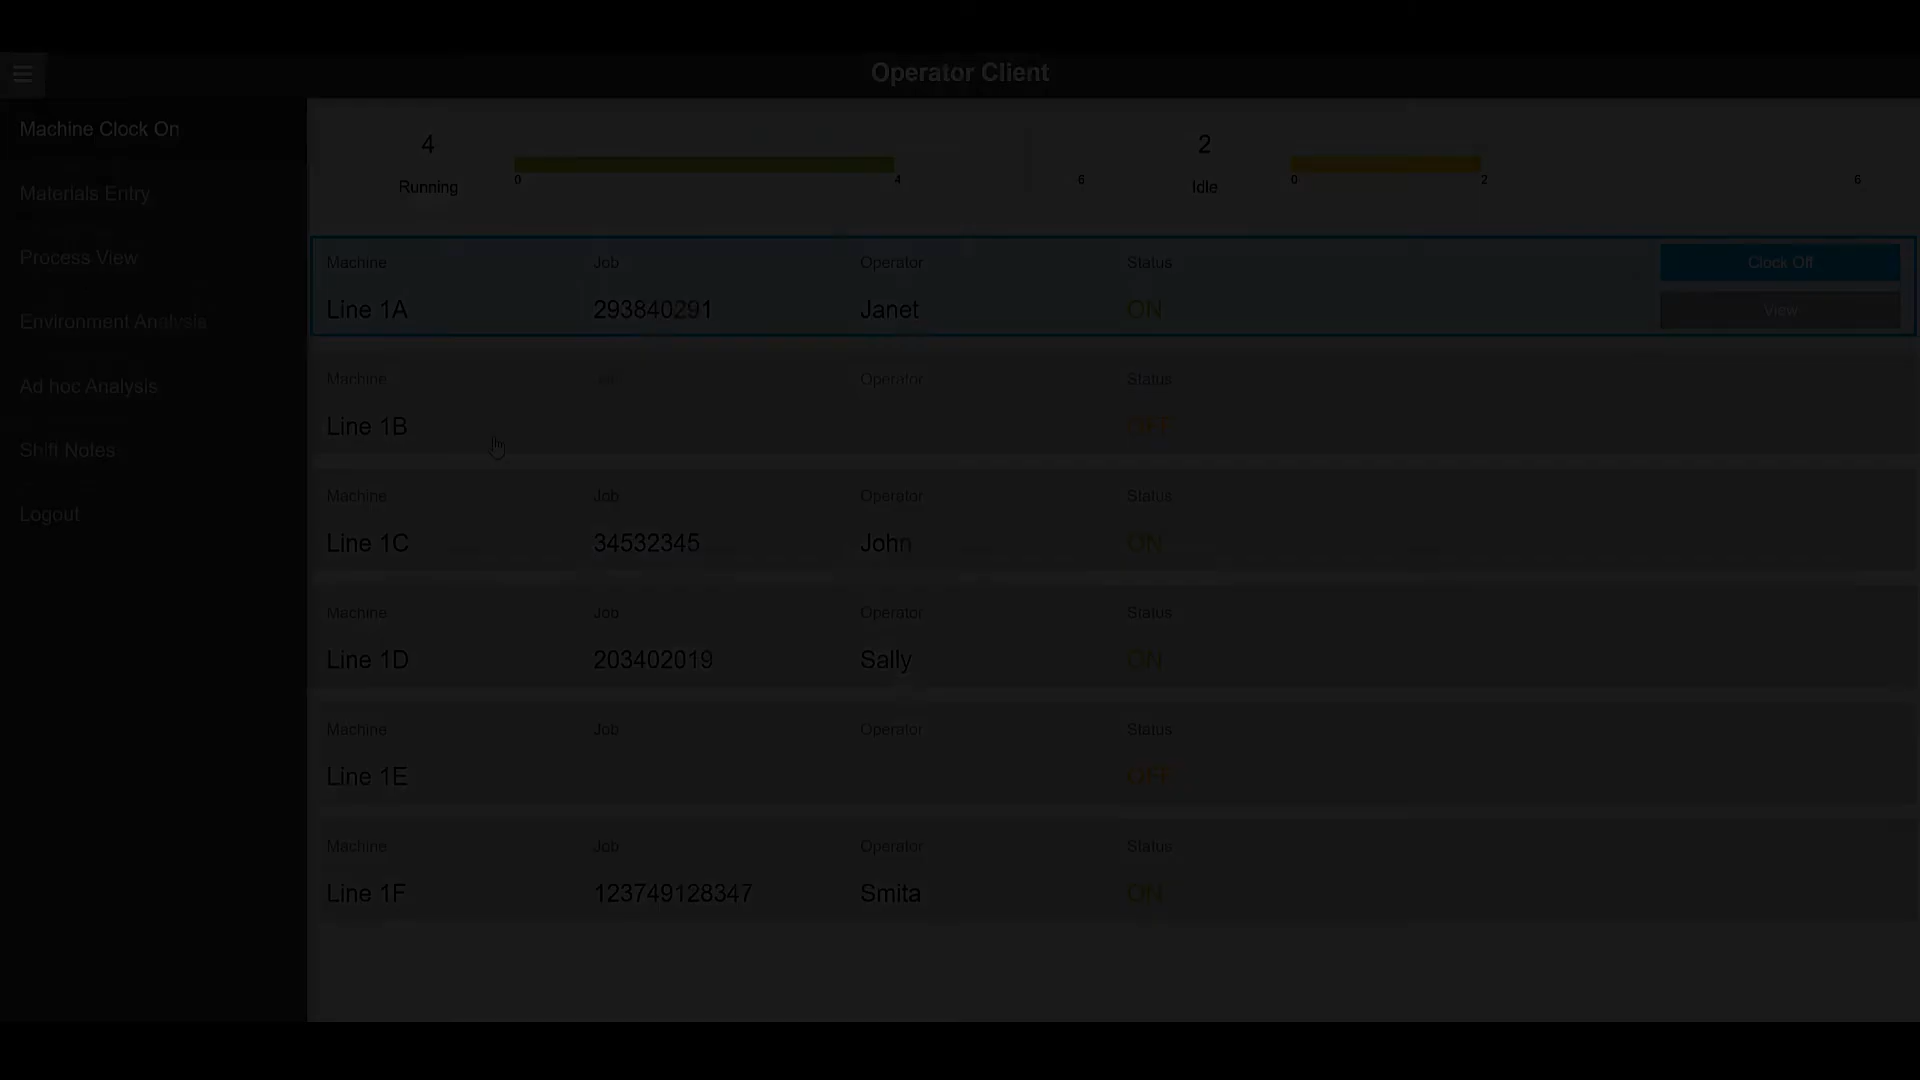 Operator Client
Machine Clock On
Materials Entry
Process View
Environment Analysis
Ad hoc Analysis
Shift Notes
Logout
4
Running
0 4 6
2
Idle
0 2 6
Machine Job Operator Status
Line 1A 293840291 Janet ON
Clock Off
View
Machine Job Operator Status
Line 1B OFF
Machine Job Operator Status
Line 1C 34532345 John ON
Machine Job Operator Status
Line 1D 203402019 Sally ON
Machine Job Operator Status
Line 1E OFF
Machine Job Operator Status
Line 1F 123749128347 Smita ON